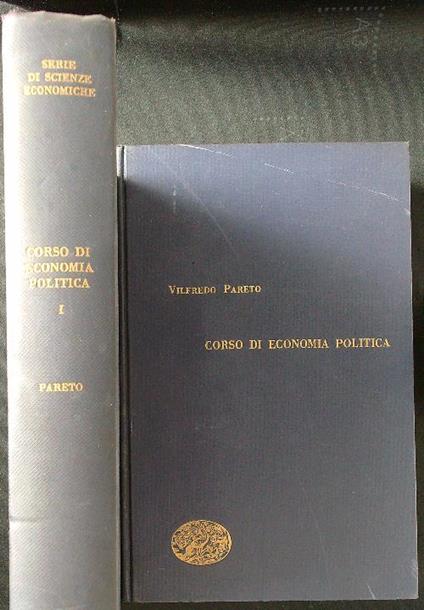 SERIE
DI SCIENZE
ECONOMICHE
CORSO DI
ECONOMIA
POLITICA
I
PARETO
VILFREDO PARETO
CORSO DI ECONOMIA POLITICA